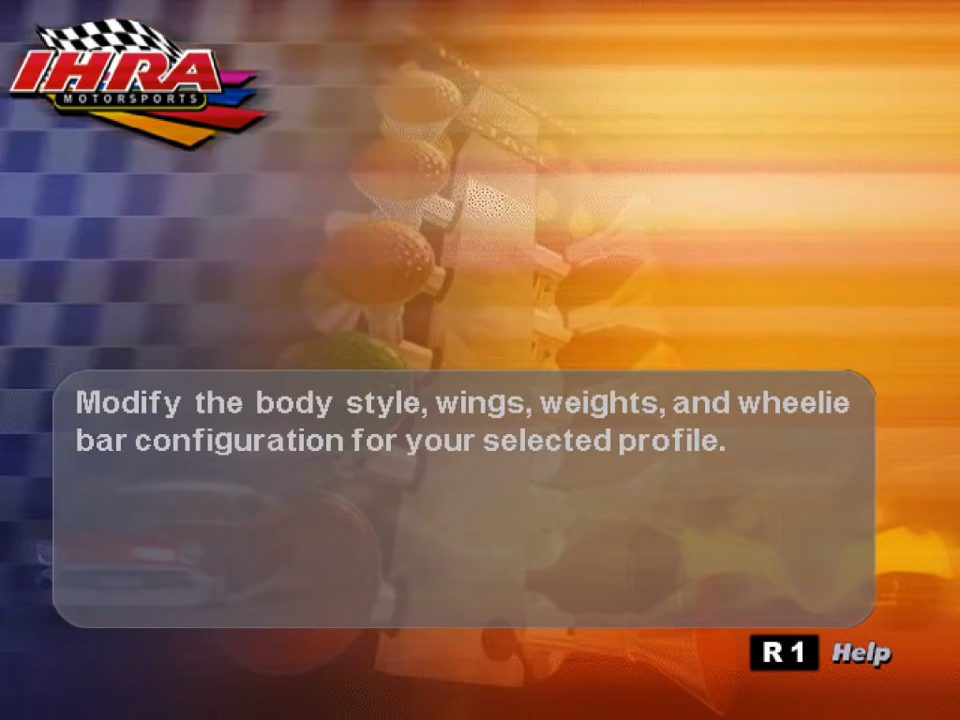 IHRA
MOTORSPORTS
Modify the body style, wings, weights, and wheelie
bar configuration for your selected profile.
R1 Help